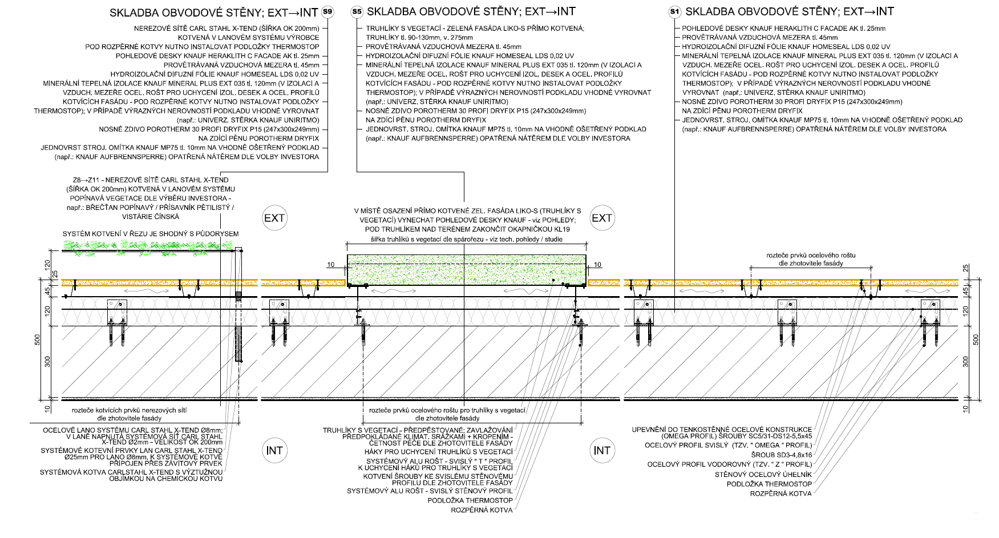 SKLADBA OBVODOVÉ STĚNY; EXT→INT S9
NEREZOVÉ SÍTĚ CARL STAHL X-TEND (ŠÍŘKA OK 200mm)
KOTVENÁ V LANOVÉM SYSTÉMU VÝROBCE
POD ROZPĚRNÉ KOTVY NUTNO INSTALOVAT PODLOŽKY THERMOSTOP
POHLEDOVÉ DESKY KNAUF HERAKLITH C FACADE AK tl. 25mm
PROVĚTRÁVANÁ VZDUCHOVÁ MEZERA tl. 45mm
HYDROIZOLAČNÍ DIFUZNÍ FÓLIE KNAUF HOMESEAL LDS 0,02 UV
MINERÁLNÍ TEPELNÁ IZOLACE KNAUF MINERAL PLUS EXT 035 tl. 120mm (V IZOLACI A
VZDUCH. MEZEŘE OCEL. ROŠT PRO UCHYCENÍ IZOL. DESEK A OCEL. PROFILŮ
KOTVÍCÍCH FASÁDU - POD ROZPĚRNÉ KOTVY NUTNO INSTALOVAT PODLOŽKY
THERMOSTOP); V PŘÍPADĚ VÝRAZNÝCH NEROVNOSTÍ PODKLADU VHODNÉ VYROVNAT
(např.: UNIVERZ. STĚRKA KNAUF UNIRITMO)
NOSNÉ ZDIVO POROTHERM 30 PROFI DRYFIX P15 (247x300x249mm)
NA ZDÍCÍ PĚNU POROTHERM DRYFIX
JEDNOVRST STROJ. OMÍTKA KNAUF MP75 tl. 10mm NA VHODNĚ OŠETŘENÝ PODKLAD
(např.: KNAUF AUFBRENNSPERRE) OPATŘENÁ NÁTĚREM DLE VOLBY INVESTORA
S5 SKLADBA OBVODOVÉ STĚNY; EXT→INT
TRUHLÍKY S VEGETACÍ - ZELENÁ FASÁDA LIKO-S PŘÍMO KOTVENÁ;
TRUHLÍKY tl. 90-130mm, v. 275mm
PROVĚTRÁVANÁ VZDUCHOVÁ MEZERA tl. 45mm
HYDROIZOLAČNÍ DIFUZNÍ FÓLIE KNAUF HOMESEAL LDS 0,02 UV
MINERÁLNÍ TEPELNÁ IZOLACE KNAUF MINERAL PLUS EXT 035 tl. 120mm (V IZOLACI A
VZDUCH. MEZEŘE OCEL. ROŠT PRO UCHYCENÍ IZOL. DESEK A OCEL. PROFILŮ
KOTVÍCÍCH FASÁDU - POD ROZPĚRNÉ KOTVY NUTNO INSTALOVAT PODLOŽKY
THERMOSTOP); V PŘÍPADĚ VÝRAZNÝCH NEROVNOSTÍ PODKLADU VHODNÉ VYROVNAT
(např.: UNIVERZ. STĚRKA KNAUF UNIRITMO)
NOSNÉ ZDIVO POROTHERM 30 PROFI DRYFIX P15 (247x300x249mm)
NA ZDÍCÍ PĚNU POROTHERM DRYFIX
JEDNOVRST. STROJ. OMÍTKA KNAUF MP75 tl. 10mm NA VHODNĚ OŠETŘENÝ PODKLAD
(např.: KNAUF AUFBRENNSPERRE) OPATŘENÁ NÁTĚREM DLE VOLBY INVESTORA
S1 SKLADBA OBVODOVÉ STĚNY; EXT→INT
POHLEDOVÉ DESKY KNAUF HERAKLITH C FACADE AK tl. 25mm
PROVĚTRÁVANÁ VZDUCHOVÁ MEZERA tl. 45mm
HYDROIZOLAČNÍ DIFUZNÍ FÓLIE KNAUF HOMESEAL LDS 0,02 UV
MINERÁLNÍ TEPELNÁ IZOLACE KNAUF MINERAL PLUS EXT 035 tl. 120mm (V IZOLACI A
VZDUCH. MEZEŘE OCEL. ROŠT PRO UCHYCENÍ IZOL. DESEK A OCEL. PROFILŮ
KOTVÍCÍCH FASÁDU - POD ROZPĚRNÉ KOTVY NUTNO INSTALOVAT PODLOŽKY
THERMOSTOP); V PŘÍPADĚ VÝRAZNÝCH NEROVNOSTÍ PODKLADU VHODNÉ
VYROVNAT (např.: UNIVERZ. STĚRKA KNAUF UNIRITMO)
NOSNÉ ZDIVO POROTHERM 30 PROFI DRYFIX P15 (247x300x249mm)
NA ZDÍCÍ PĚNU POROTHERM DRYFIX
JEDNOVRST. STROJ. OMÍTKA KNAUF MP75 tl. 10mm NA VHODNĚ OŠETŘENÝ PODKLAD
(např.: KNAUF AUFBRENNSPERRE) OPATŘENÁ NÁTĚREM DLE VOLBY INVESTORA
Z8→Z11 - NEREZOVÉ SÍTĚ CARL STAHL X-TEND
(ŠÍŘKA OK 200mm) KOTVENÁ V LANOVÉM SYSTÉMU
POPÍNAVÁ VEGETACE DLE VÝBĚRU INVESTORA -
např.: BŘEČŤAN POPÍNAVÝ / PŘÍSAVNÍK PĚTILISTÝ /
VISTÁRIE ČÍNSKÁ
SYSTÉM KOTVENÍ V ŘEZU JE SHODNÝ S PŮDORYSEM
EXT
V MÍSTĚ OSAZENÍ PŘÍMO KOTVENÉ ZEL. FASÁDA LIKO-S (TRUHLÍKY S
VEGETACÍ) VYNECHAT POHLEDOVÉ DESKY KNAUF - viz POHLEDY;
POD TRUHLÍKEM NAD TERÉNEM ZAKONČIT OKAPNIČKOU KL19
šířka truhlíků s vegetací dle spárořezu - viz tech. pohledy / studie
EXT
rozteče prvků ocelového roštu
dle zhotovitele fasády
10
10
120
25
45
120
500
300
10
25
45
120
500
300
10
rozteče kotvících prvků nerezových sítí
dle zhotovitele fasády
rozteče prvků ocelového roštu pro truhlíky s vegetací
dle zhotovitele fasády
OCELOVÉ LANO SYSTÉMU CARL STAHL X-TEND Ø8mm;
V LANĚ NAPNUTÁ SYSTÉMOVÁ SÍŤ CARL STAHL
X-TEND Ø2mm - VELIKOST OK 200mm
SYSTÉMOVÉ KOTEVNÍ PRVKY LAN CARL STAHL X-TEND
Ø25mm PRO LANO Ø8mm, K SYSTÉMOVÉ KOTVĚ
PŘIPOJEN PŘES ZÁVITOVÝ PRVEK
SYSTÉMOVÁ KOTVA CARLSTAHL X-TEND S VÝZTUŽNOU
OBJÍMKOU NA CHEMICKOU KOTVU
INT
TRUHLÍKY S VEGETACÍ - PŘEDPĚSTOVANÉ; ZAVLAŽOVÁNÍ
PŘEDPOKLÁDANÉ KLIMAT. SRÁŽKAMI + KROPENÍM -
ČETNOST PÉČE DLE ZHOTOVITELE FASÁDY
HÁKY PRO UCHYCENÍ TRUHLÍKŮ S VEGETACÍ
SYSTÉMOVÝ ALU ROŠT - SVISLÝ " T " PROFIL
K UCHYCENÍ HÁKŮ PRO TRUHLÍKY S VEGETACÍ
KOTVENÍ ŠROUBY KE SVISLÉMU STĚNOVÉMU
PROFILU DLE ZHOTOVITELE FASÁDY
SYSTÉMOVÝ ALU ROŠT - SVISLÝ STĚNOVÝ PROFIL
PODLOŽKA THERMOSTOP
ROZPĚRNÁ KOTVA
INT
UPEVNĚNÍ DO TENKOSTĚNNÉ OCELOVÉ KONSTRUKCE
(OMEGA PROFIL) ŠROUBY SC5/31-DS12-5,5x45
OCELOVÝ PROFIL SVISLÝ (TZV. " OMEGA " PROFIL)
ŠROUB SD3-4,8x16
OCELOVÝ PROFIL VODOROVNÝ (TZV. " Z " PROFIL)
STĚNOVÝ OCELOVÝ ÚHELNÍK
PODLOŽKA THERMOSTOP
ROZPĚRNÁ KOTVA